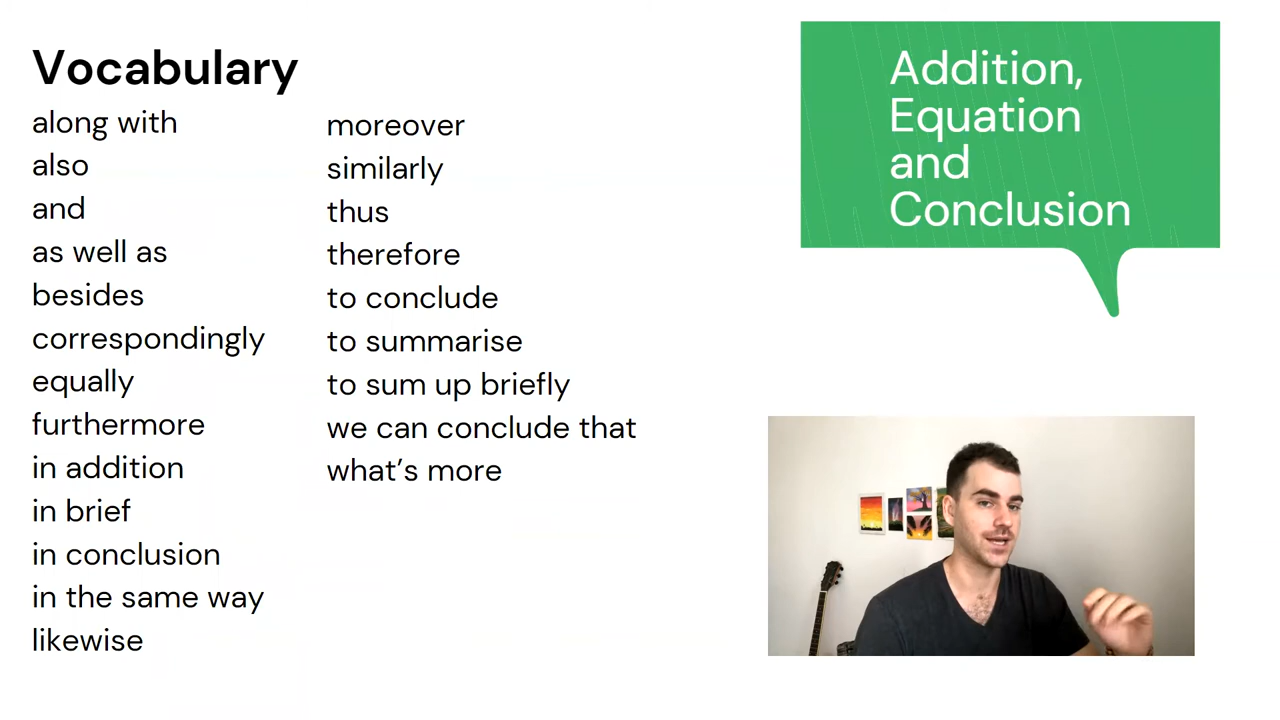 Vocabulary
along with
also
and
as well as
besides
correspondingly
equally
furthermore
in addition
in brief
in conclusion
in the same way
likewise
moreover
similarly
thus
therefore
to conclude
to summarise
to sum up briefly
we can conclude that
what’s more
Addition,
Equation
and
Conclusion